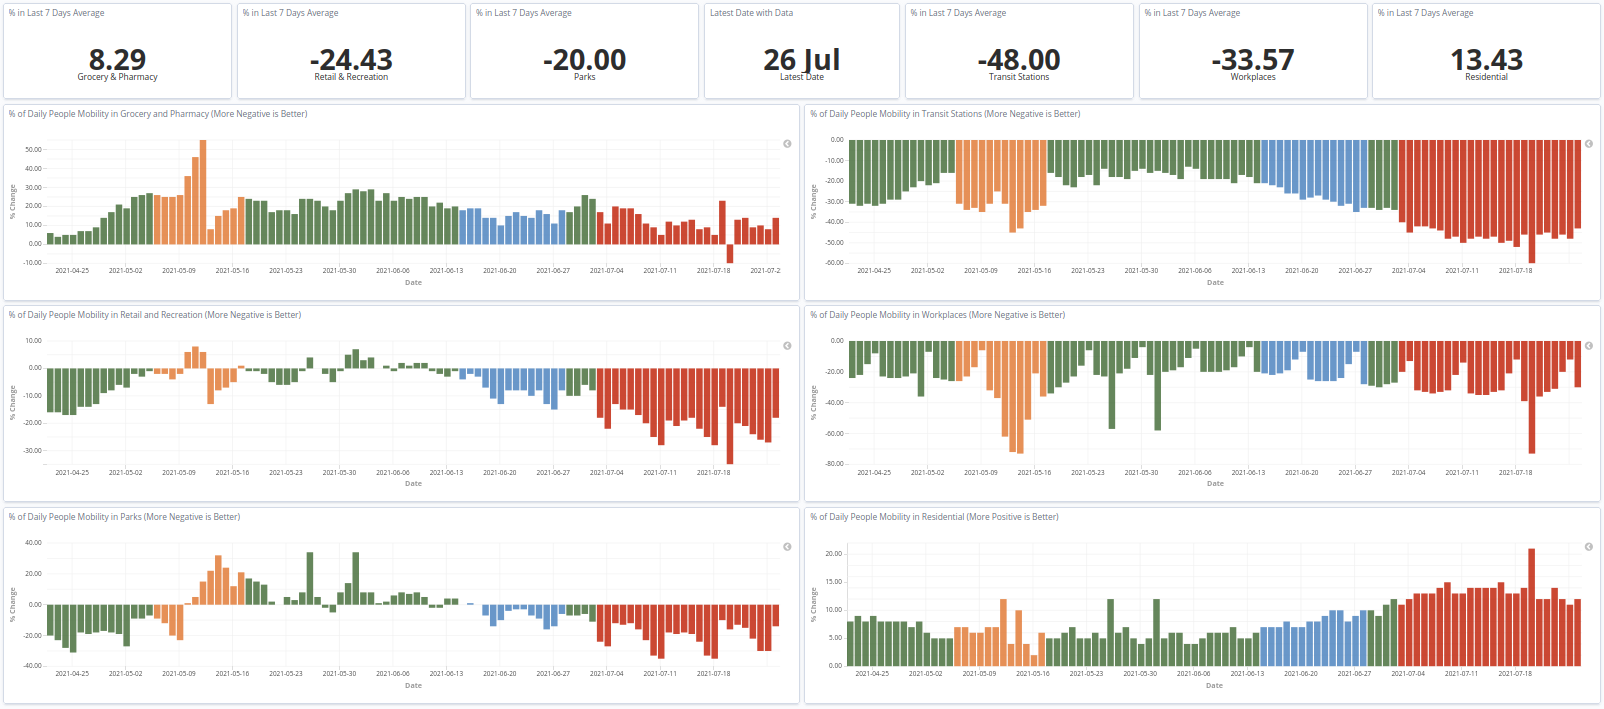 % in Last 7 Days Average
8.29
Grocery & Pharmacy
% in Last 7 Days Average
-24.43
Retail & Recreation
% in Last 7 Days Average
-20.00
Parks
Latest Date with Data
26 Jul
Latest Date
% in Last 7 Days Average
-48.00
Transit Stations
% in Last 7 Days Average
-33.57
Workplaces
% in Last 7 Days Average
13.43
Residential
% of Daily People Mobility in Grocery and Pharmacy (More Negative is Better)
% Change
50.00
40.00
30.00
20.00
10.00
0.00
-10.00
2021-04-25 2021-05-02 2021-05-09 2021-05-16 2021-05-23 2021-05-30 2021-06-06 2021-06-13 2021-06-20 2021-06-27 2021-07-04 2021-07-11 2021-07-18 2021-07-2
Date
% of Daily People Mobility in Transit Stations (More Negative is Better)
% Change
0.00
-10.00
-20.00
-30.00
-40.00
-50.00
-60.00
2021-04-25 2021-05-02 2021-05-09 2021-05-16 2021-05-23 2021-05-30 2021-06-06 2021-06-13 2021-06-20 2021-06-27 2021-07-04 2021-07-11 2021-07-18
Date
% of Daily People Mobility in Retail and Recreation (More Negative is Better)
% Change
10.00
0.00
-10.00
-20.00
-30.00
2021-04-25 2021-05-02 2021-05-09 2021-05-16 2021-05-23 2021-05-30 2021-06-06 2021-06-13 2021-06-20 2021-06-27 2021-07-04 2021-07-11 2021-07-18
Date
% of Daily People Mobility in Workplaces (More Negative is Better)
% Change
0.00
-20.00
-40.00
-60.00
-80.00
2021-04-25 2021-05-02 2021-05-09 2021-05-16 2021-05-23 2021-05-30 2021-06-06 2021-06-13 2021-06-20 2021-06-27 2021-07-04 2021-07-11 2021-07-18
Date
% of Daily People Mobility in Parks (More Negative is Better)
% Change
40.00
20.00
0.00
-20.00
-40.00
2021-04-25 2021-05-02 2021-05-09 2021-05-16 2021-05-23 2021-05-30 2021-06-06 2021-06-13 2021-06-20 2021-06-27 2021-07-04 2021-07-11 2021-07-18
Date
% of Daily People Mobility in Residential (More Positive is Better)
% Change
20.00
15.00
10.00
5.00
0.00
2021-04-25 2021-05-02 2021-05-09 2021-05-16 2021-05-23 2021-05-30 2021-06-06 2021-06-13 2021-06-20 2021-06-27 2021-07-04 2021-07-11 2021-07-18
Date